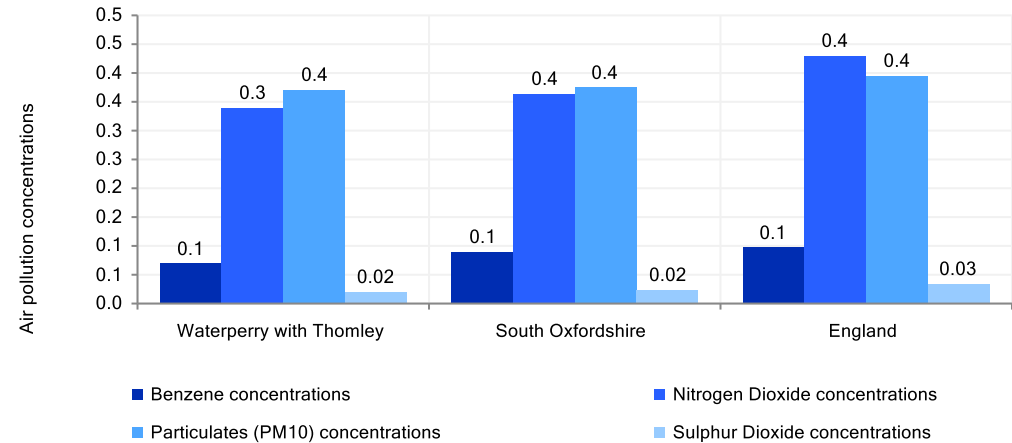 Air pollution concentrations
0.5
0.5
0.4
0.4
0.3
0.3
0.2
0.2
0.1
0.1
0.0
0.1
0.3
0.4
0.02
0.1
0.4
0.4
0.02
0.1
0.4
0.4
0.03
Waterperry with Thomley
South Oxfordshire
England
Benzene concentrations
Nitrogen Dioxide concentrations
Particulates (PM10) concentrations
Sulphur Dioxide concentrations